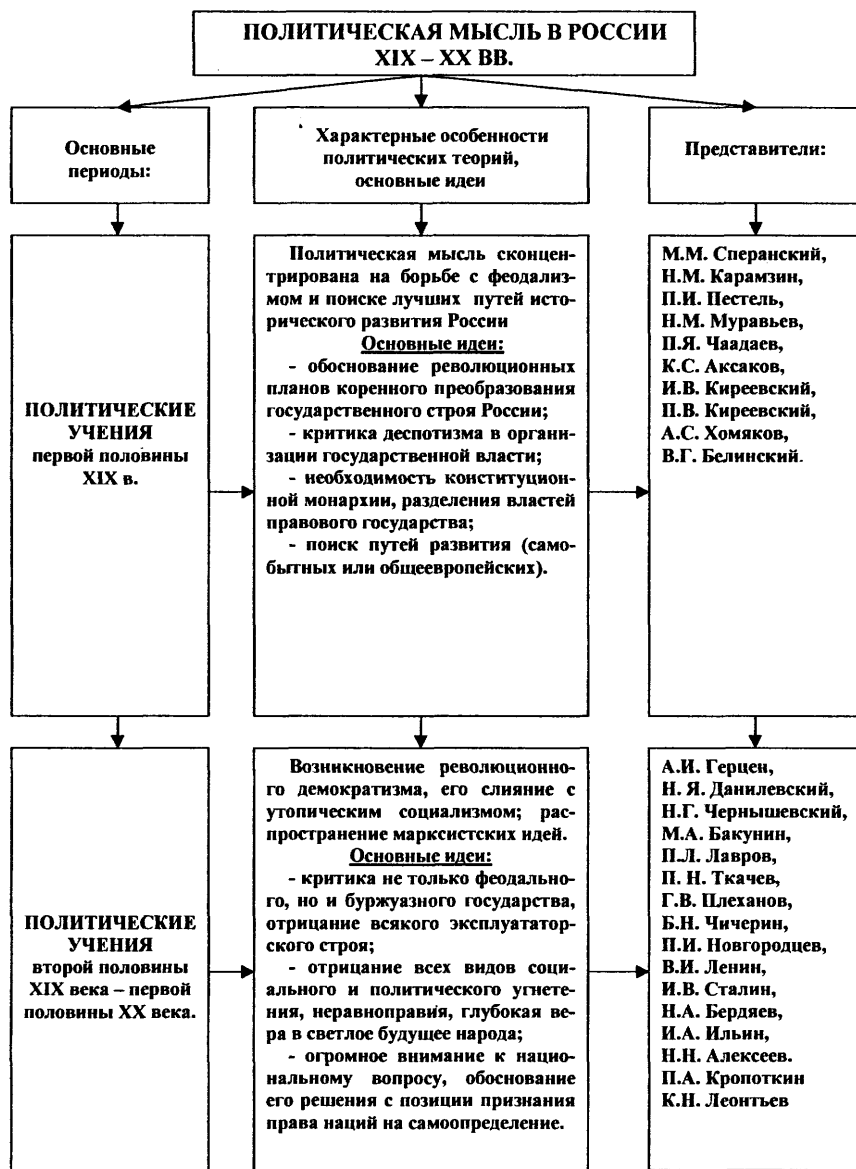 ПОЛИТИЧЕСКАЯ МЫСЛЬ В РОССИИ
XIX – XX ВВ.
Основные
периоды:
Характерные особенности
политических теорий,
основные идеи
Представители:
ПОЛИТИЧЕСКИЕ
УЧЕНИЯ
первой половины
XIX в.
Политическая мысль сконцен-
трирована на борьбе с феодализ-
мом и поиске лучших путей исто-
рического развития России
Основные идеи:
- обоснование революционных
планов коренного преобразования
государственного строя России;
- критика деспотизма в органи-
зации государственной власти;
- необходимость конституцион-
ной монархии, разделения властей
правового государства;
- поиск путей развития (само-
бытных или общеевропейских).
М.М. Сперанский,
Н.М. Карамзин,
П.И. Пестель,
Н.М. Муравьев,
П.Я. Чаадаев,
К.С. Аксаков,
И.В. Киреевский,
П.В. Киреевский,
А.С. Хомяков,
В.Г. Белинский.
ПОЛИТИЧЕСКИЕ
УЧЕНИЯ
второй половины
XIX века – первой
половины XX века.
Возникновение революционно-
го демократизма, его слияние с
утопическим социализмом; рас-
пространение марксистских идей.
Основные идеи:
- критика не только феодально-
го, но и буржуазного государства,
отрицание всякого эксплуататор-
ского строя;
- отрицание всех видов соци-
ального и политического угнете-
ния, неравноправия, глубокая ве-
ра в светлое будущее народа;
- огромное внимание к нацио-
нальному вопросу, обоснование
его решения с позиции признания
права наций на самоопределение.
А.И. Герцен,
Н. Я. Данилевский,
Н.Г. Чернышевский,
М.А. Бакунин,
П.Л. Лавров,
П. Н. Ткачев,
Г.В. Плеханов,
Б.Н. Чичерин,
П.И. Новгородцев,
В.И. Ленин,
И.В. Сталин,
Н.А. Бердяев,
И.А. Ильин,
Н.Н. Алексеев.
П.А. Кропоткин
К.Н. Леонтьев